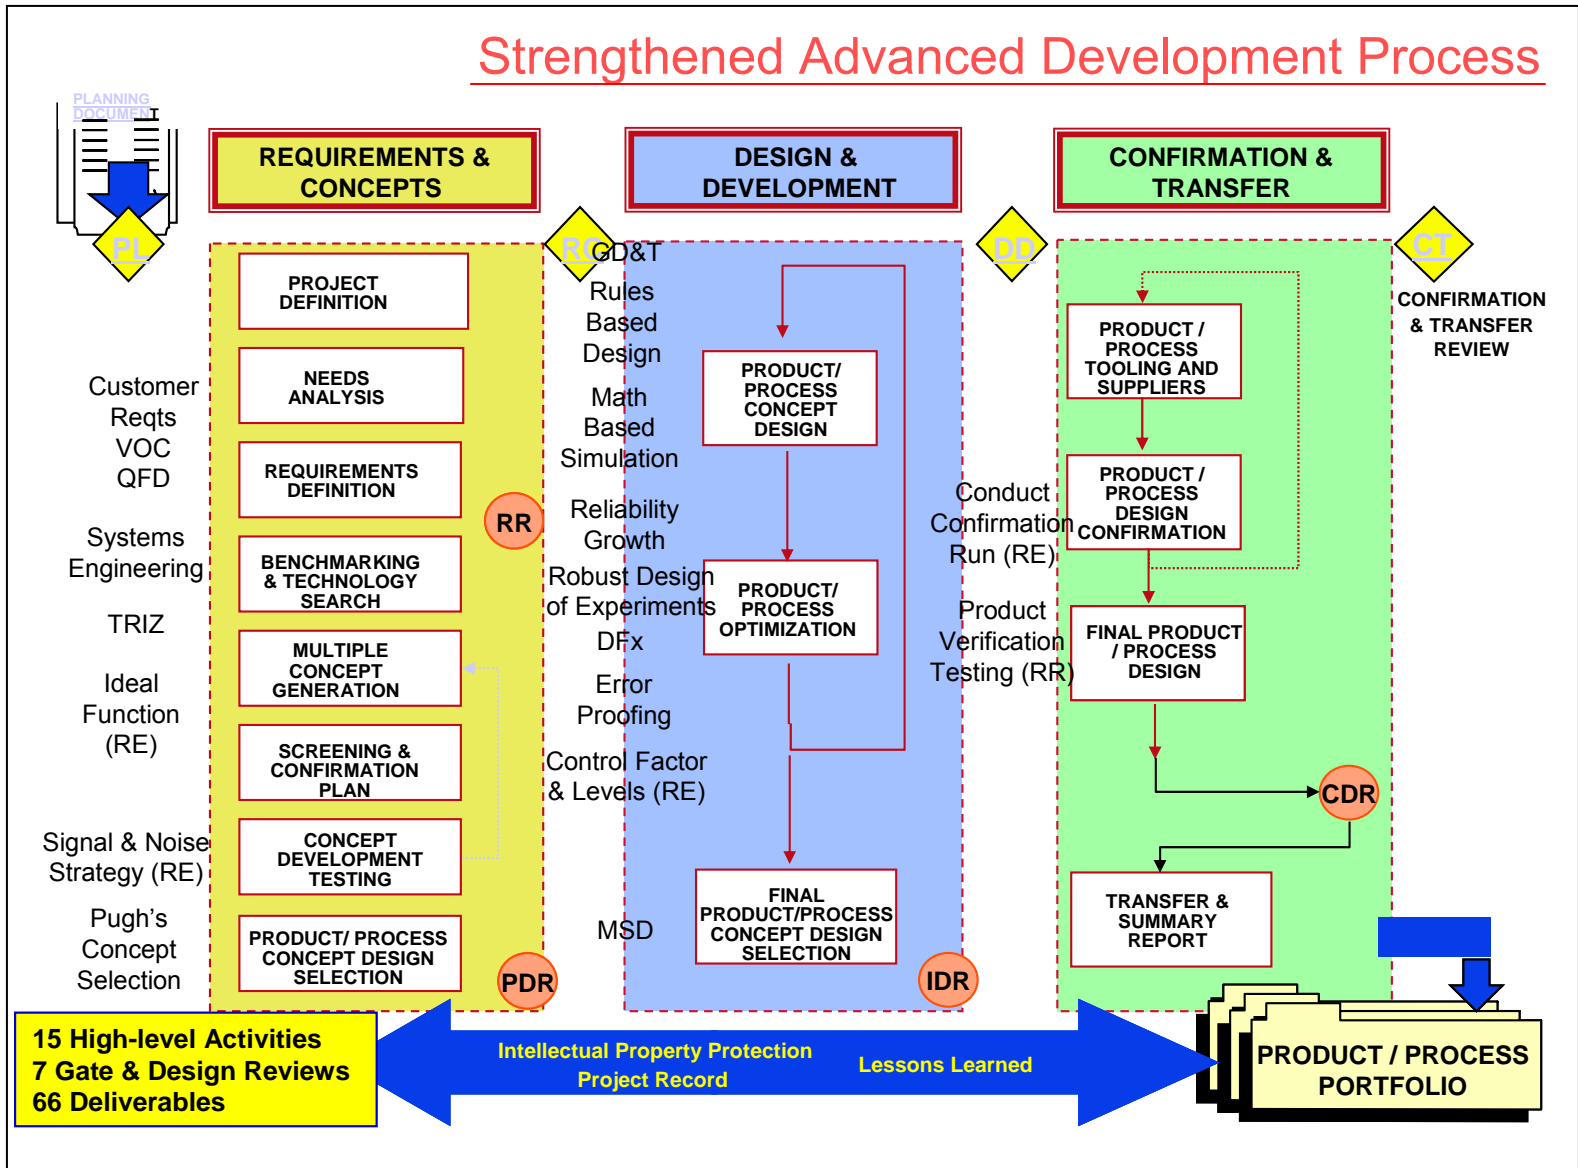 Strengthened Advanced Development Process
PLANNING
DOCUMENT
REQUIREMENTS &
CONCEPTS
DESIGN &
DEVELOPMENT
CONFIRMATION &
TRANSFER
PL
RC
DD
CT
CONFIRMATION
& TRANSFER
REVIEW
PROJECT
DEFINITION
NEEDS
ANALYSIS
REQUIREMENTS
DEFINITION
RR
BENCHMARKING
& TECHNOLOGY
SEARCH
MULTIPLE
CONCEPT
GENERATION
SCREENING &
CONFIRMATION
PLAN
CONCEPT
DEVELOPMENT
TESTING
PRODUCT/ PROCESS
CONCEPT DESIGN
SELECTION
PDR
Customer
Reqts
VOC
QFD
Systems
Engineering
TRIZ
Ideal
Function
(RE)
Signal & Noise
Strategy (RE)
Pugh's
Concept
Selection
GD&T
Rules
Based
Design
Math
Based
Simulation
Reliability
Growth
Robust Design
of Experiments
DFx
Error
Proofing
Control Factor
& Levels (RE)
MSD
PRODUCT/
PROCESS
CONCEPT
DESIGN
PRODUCT/
PROCESS
OPTIMIZATION
FINAL
PRODUCT/PROCESS
CONCEPT DESIGN
SELECTION
IDR
Conduct
Confirmation
Run (RE)
Product
Verification
Testing (RR)
PRODUCT /
PROCESS
TOOLING AND
SUPPLIERS
PRODUCT /
PROCESS
DESIGN
CONFIRMATION
FINAL PRODUCT
/ PROCESS
DESIGN
CDR
TRANSFER &
SUMMARY
REPORT
15 High-level Activities
7 Gate & Design Reviews
66 Deliverables
Intellectual Property Protection
Project Record
Lessons Learned
PRODUCT / PROCESS
PORTFOLIO